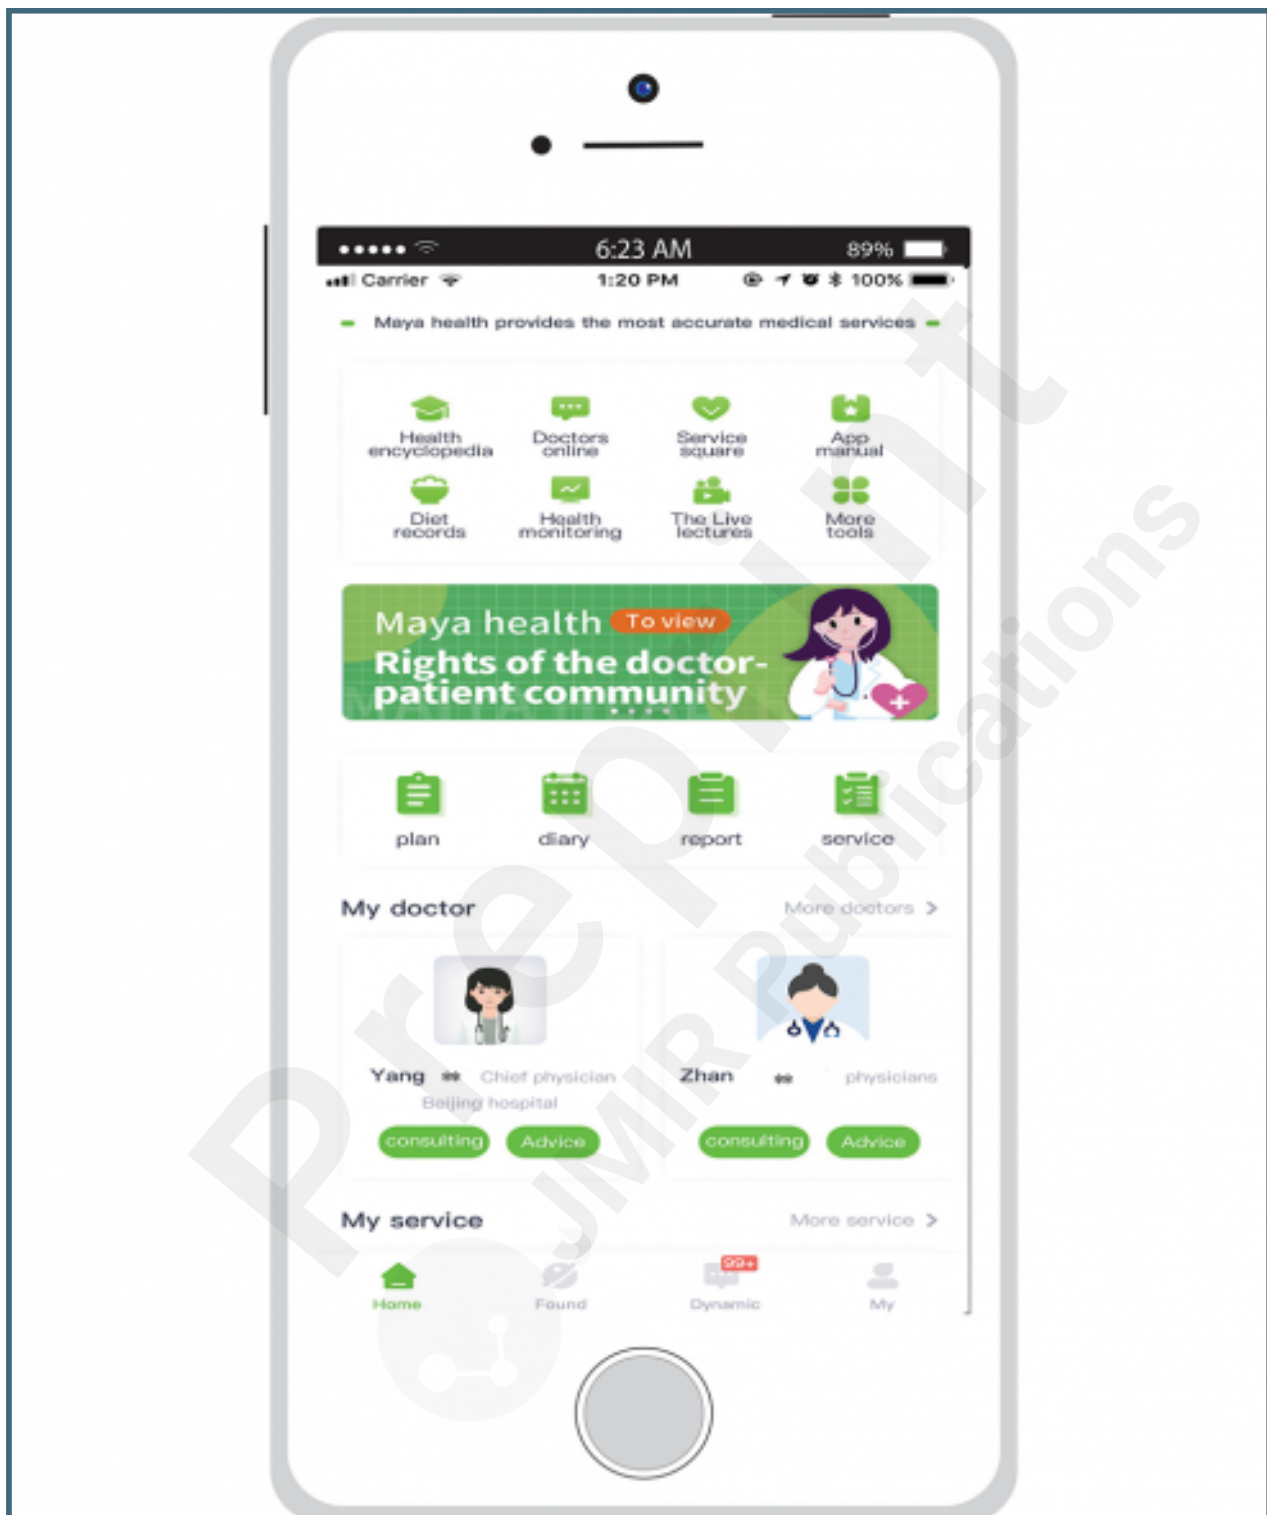 6:23 AM 89%
Carrier 1:20 PM 100%
Maya health provides the most accurate medical services
Health encyclopedia
Doctors online
Service square
App manual
Diet records
Health monitoring
The Live lectures
More tools
Maya health To view
Rights of the doctor-
patient community
plan diary report service
My doctor More doctors >
Yang ** Chief physician
Beijing hospital
consulting Advice
Zhan ** physicians
consulting Advice
My service More service >
99+
Home Found Dynamic My
Preprint
JMIR Publications